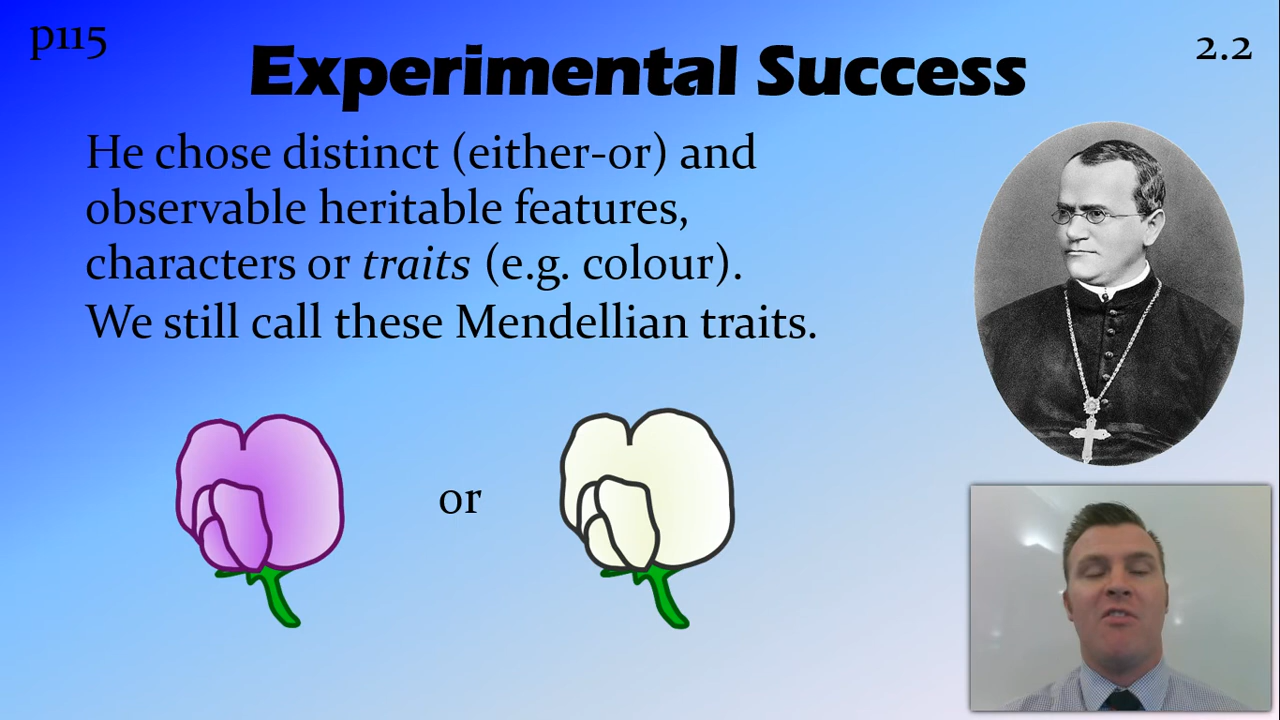 p115
Experimental Success
2.2
He chose distinct (either-or) and
observable heritable features,
characters or traits (e.g. colour).
We still call these Mendellian traits.
or